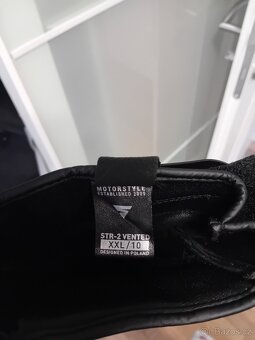 MOTORSTYLE
ESTABLISHED 2009
STR-2 VENTED
XXL/10
DESIGNED IN POLAND